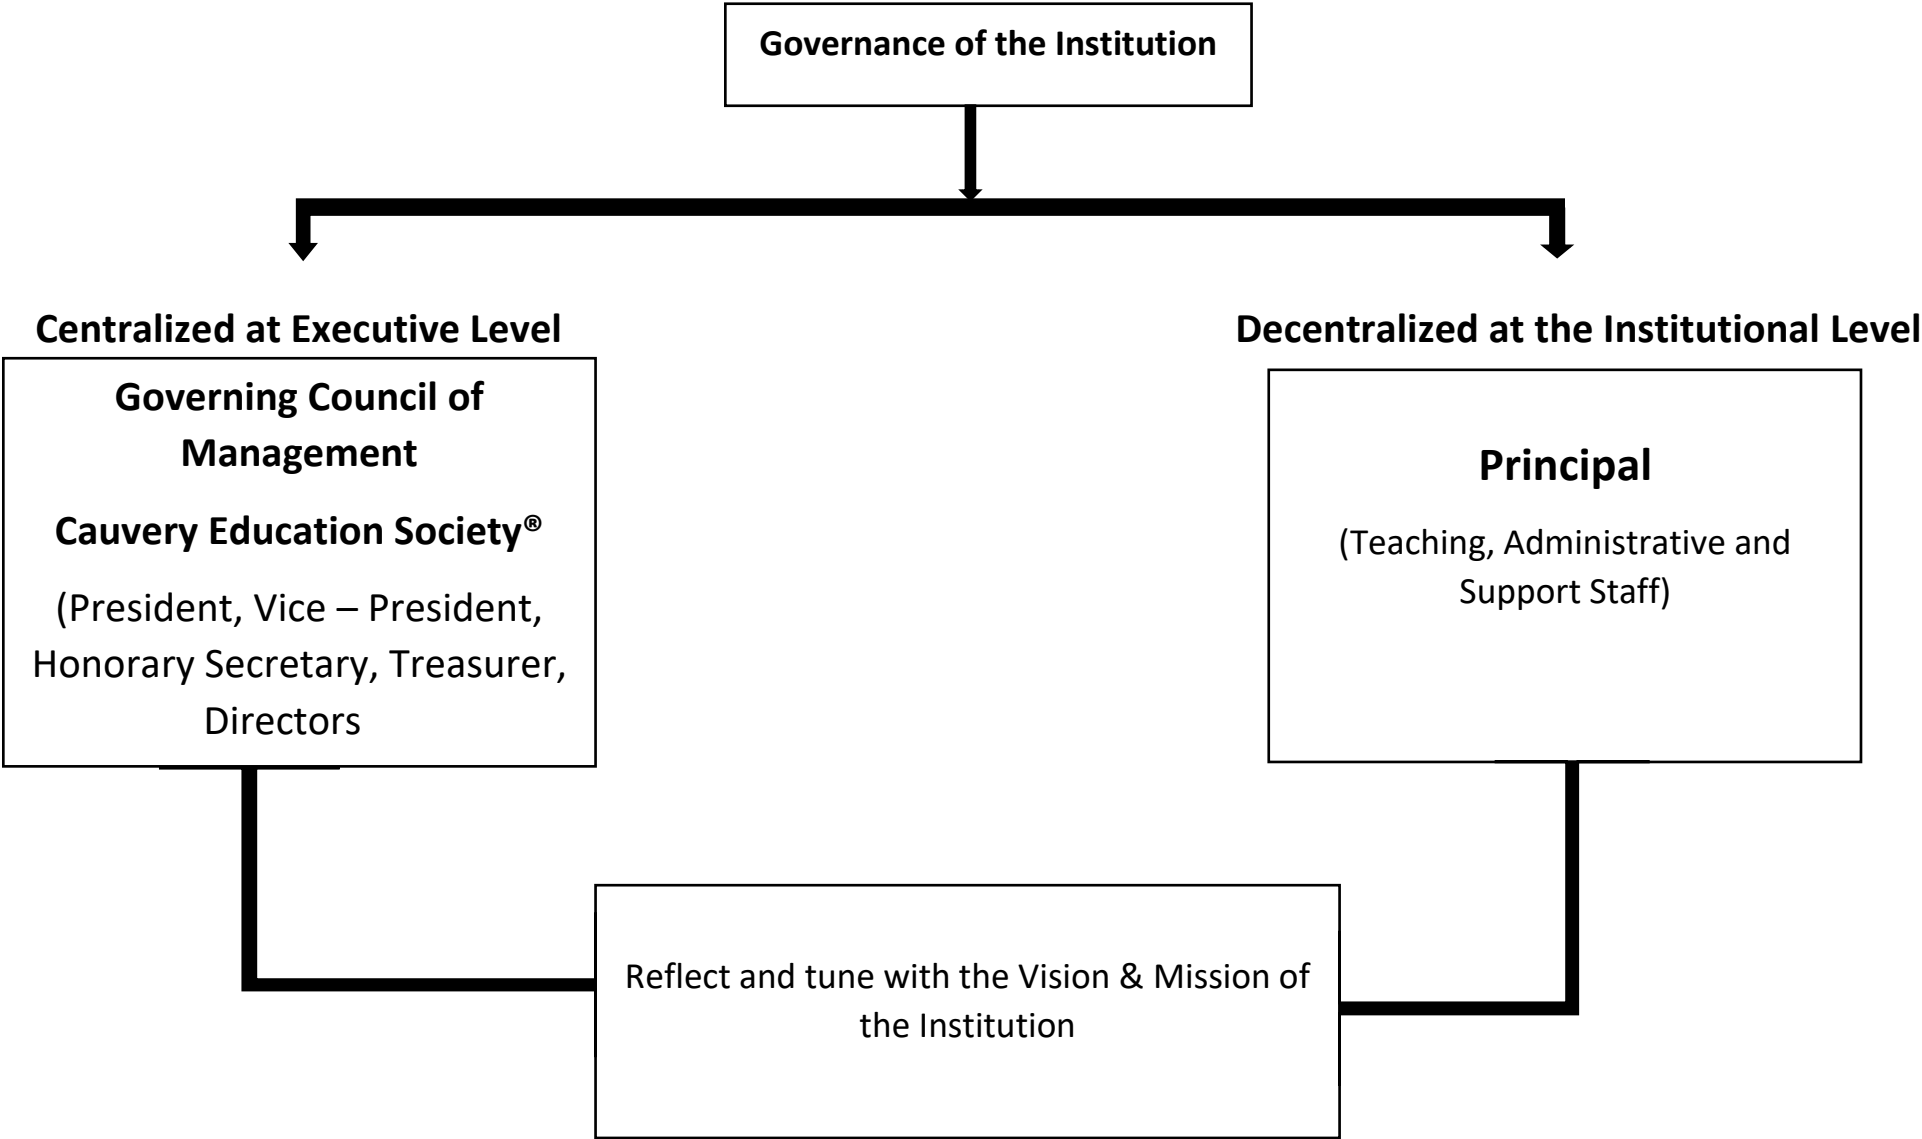 Governance of the Institution
Centralized at Executive Level
Governing Council of
Management
Cauvery Education Society®
(President, Vice – President,
Honorary Secretary, Treasurer,
Directors
Decentralized at the Institutional Level
Principal
(Teaching, Administrative and
Support Staff)
Reflect and tune with the Vision & Mission of
the Institution